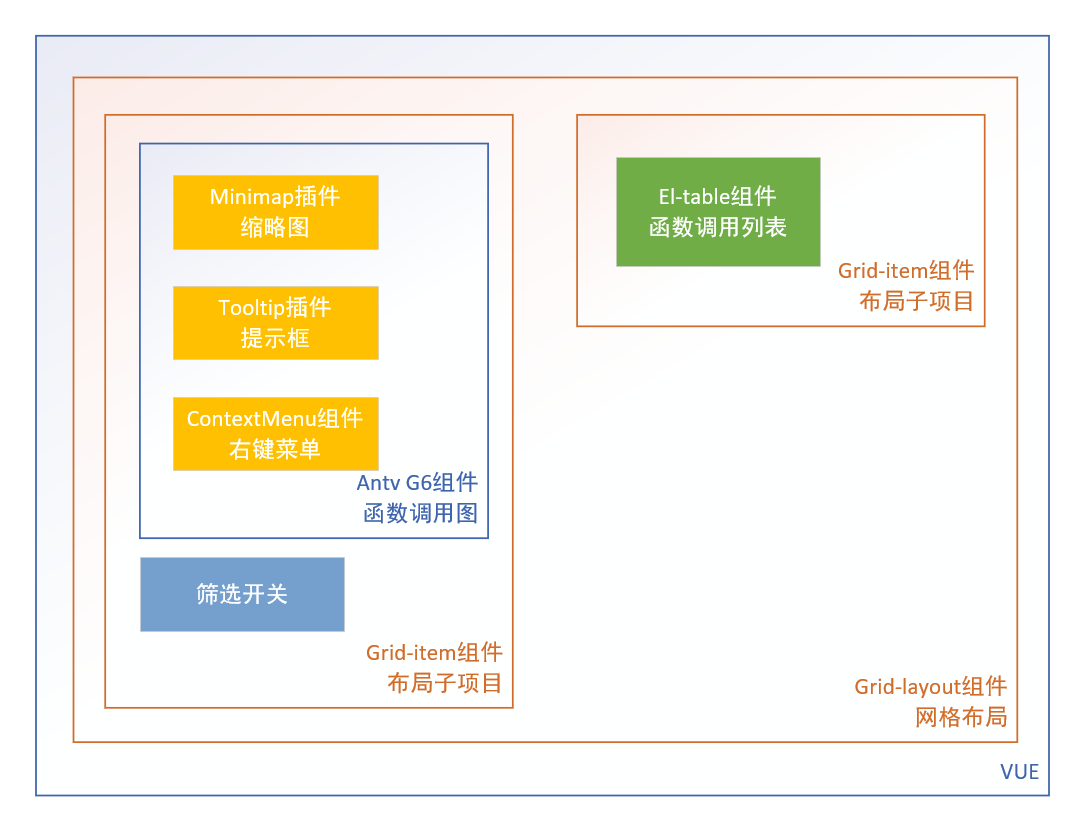 Minimap插件
缩略图
Tooltip插件
提示框
ContextMenu组件
右键菜单
Antv G6组件
函数调用图
筛选开关
Grid-item组件
布局子项目
El-table组件
函数调用列表
Grid-item组件
布局子项目
Grid-layout组件
网格布局
VUE